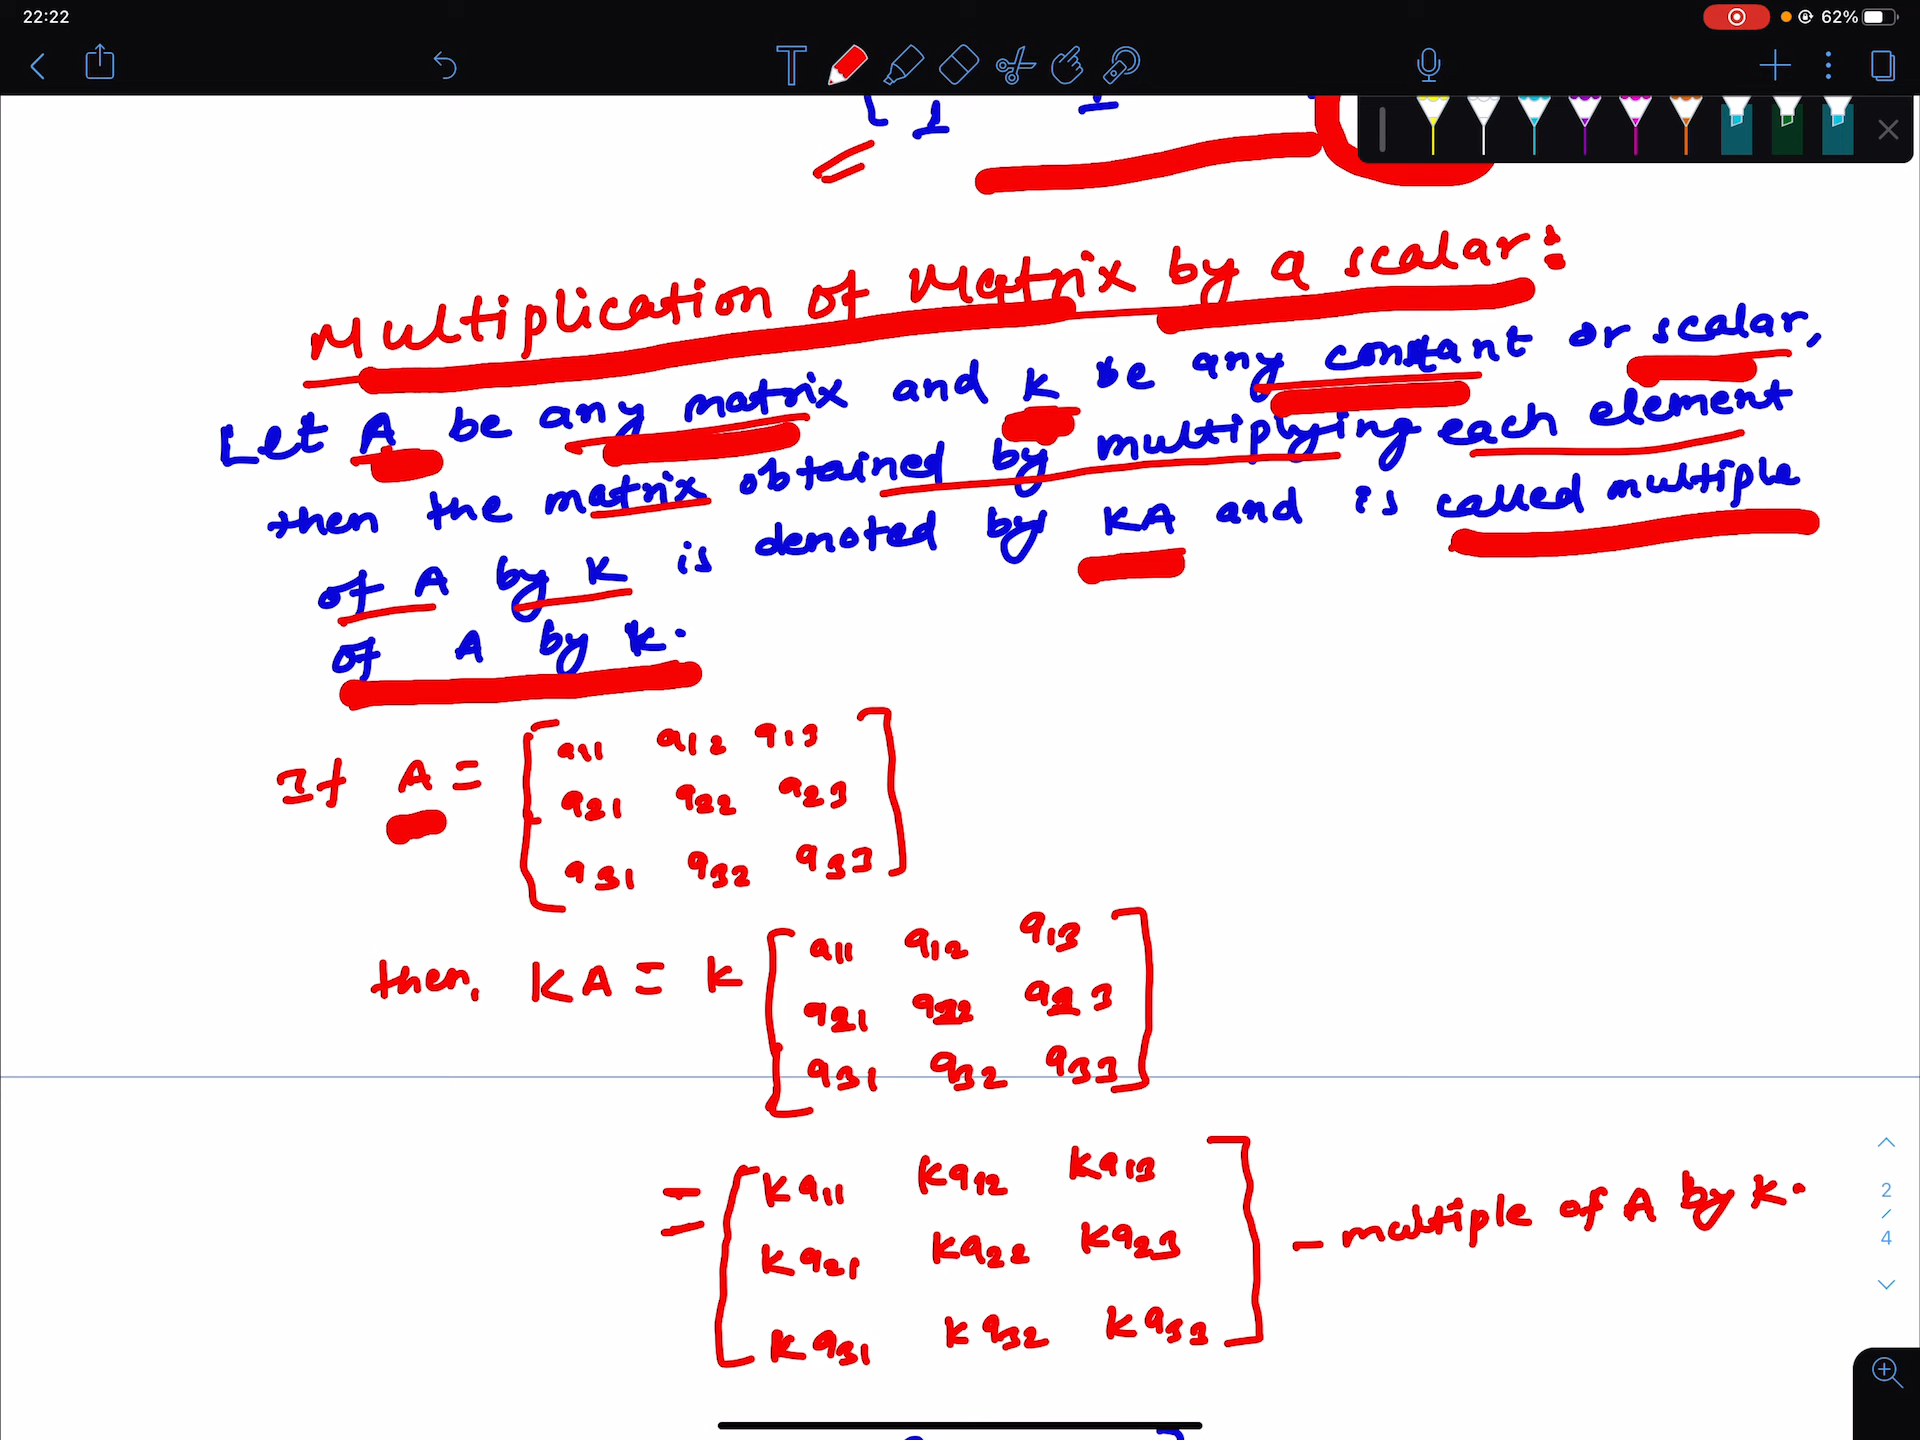 22:22
62%
T
1
Multiplication of Matrix by a scalar:
Let A be any matrix and K be any constant or scalar,
then the matrix obtained by multiplying each element
of A by K is denoted by KA and is called multiple
of A by K.
If A = [ a11 a12 a13
a21 a22 a23
a31 a32 a33 ]
then, KA = K [ a11 a12 a13
a21 a22 a23
a31 a32 a33 ]
= [ Ka11 Ka12 Ka13
Ka21 Ka22 Ka23
Ka31 Ka32 Ka33 ] – multiple of A by K.
2
/
4